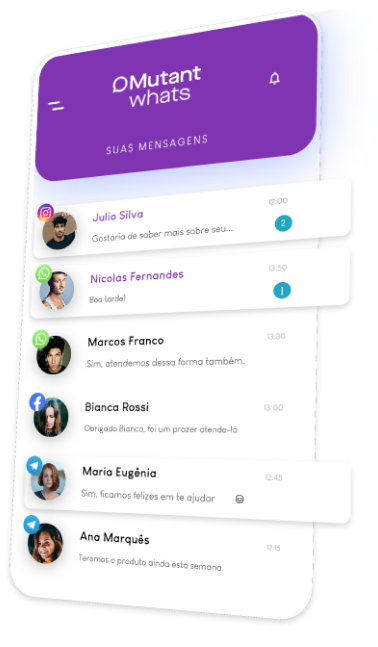 Mutant
whats
SUAS MENSAGENS
Julio Silva
12:00
Gostaria de saber mais sobre seu...
2
Nicolas Fernandes
13:50
Boa tarde!
1
Marcos Franco
13:30
Sim, atendemos dessa forma também.
Bianca Rossi
13:00
Obrigado Bianca, foi um prazer atende-lá
Maria Eugênia
12:45
Sim, ficamos felizes em te ajudar
Ana Marquês
12:15
Teremos o produto ainda esta semana.